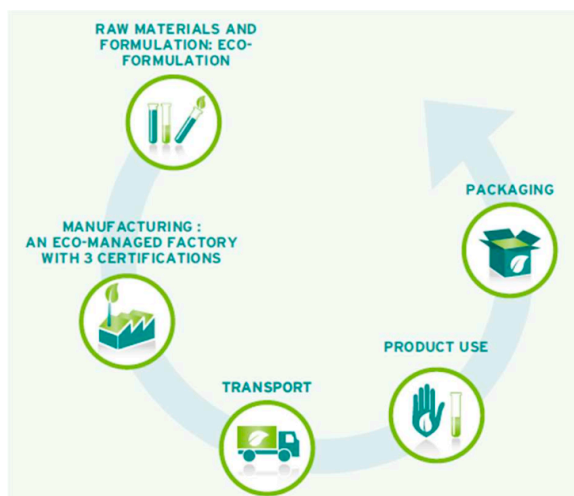 RAW MATERIALS AND
FORMULATION: ECO-
FORMULATION
MANUFACTURING :
AN ECO-MANAGED FACTORY
WITH 3 CERTIFICATIONS
TRANSPORT
PRODUCT USE
PACKAGING